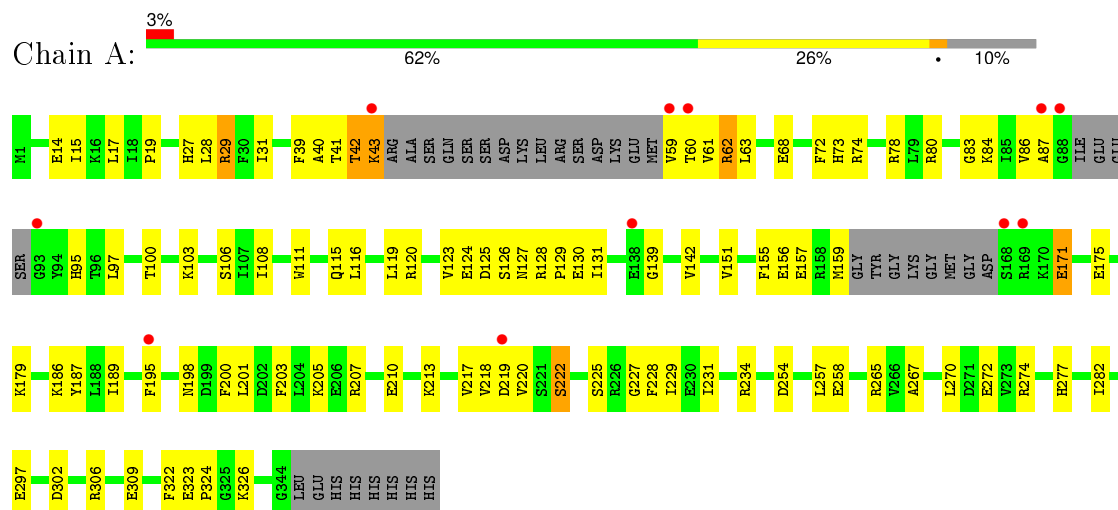 3%
Chain A:
62% 26% • 10%
M1 E14 I15 K16 L17 I18 P19 H27 L28 R29 F30 I31 F39 A40 T41 T42 K43 ARG ALA SER GLN SER SER ASP LYS LEU ARG SER ASP LYS GLU MET V59 T60 V61 R62 L63 E68 F72 H73 R74 R78 L79 R80 G83 K84 I85 V86 A87 G88 ILE GLU GLU
SER G93 Y94 H95 T96 L97 T100 K103 S106 I107 I108 W111 Q115 L116 L119 R120 V123 E124 D125 S126 N127 R128 P129 E130 I131 E138 G139 V142 V151 F155 E156 E157 R158 M159 GLY TYR GLY LYS GLY MET GLY ASP S168 R169 K170 E171 E175
K179 K186 Y187 L188 I189 F195 N198 D199 F200 L201 D202 F203 L204 K205 E206 R207 E210 K213 V217 V218 D219 V220 S221 S222 S225 R226 G227 F228 I229 E230 I231 R234 D254 L257 E258 R265 V266 A267 L270 D271 E272 V273 R274 H277 I282
E297 D302 R306 E309 F322 E323 P324 G325 K326 G344 LEU GLU HIS HIS HIS HIS HIS HIS